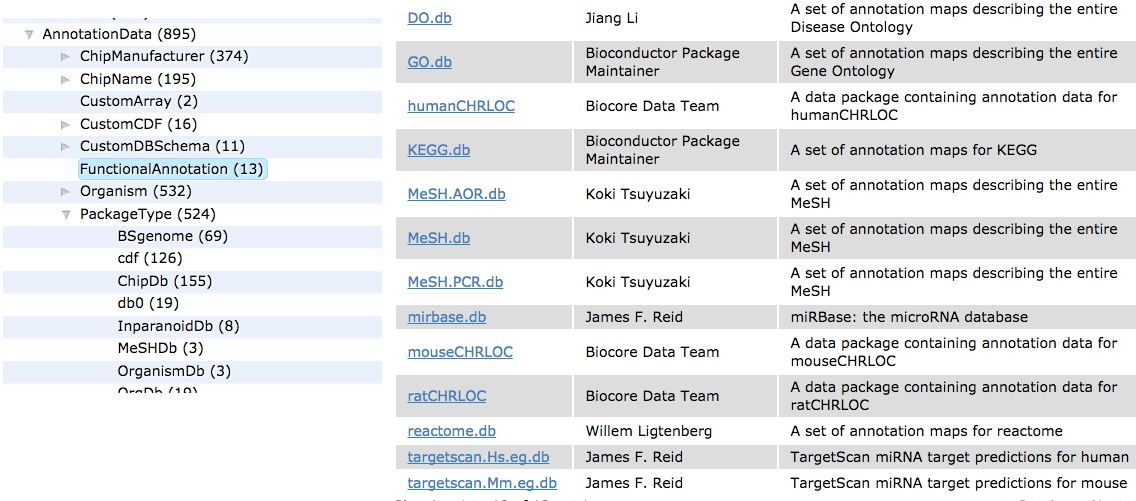 AnnotationData (895)
ChipManufacturer (374)
ChipName (195)
CustomArray (2)
CustomCDF (16)
CustomDBSchema (11)
FunctionalAnnotation (13)
Organism (532)
PackageType (524)
BSgenome (69)
cdf (126)
ChipDb (155)
db0 (19)
InparanoidDb (8)
MeSHDb (3)
OrganismDb (3)
OrgDb (19)
DO.db Jiang Li A set of annotation maps describing the entire
Disease Ontology
GO.db Bioconductor Package A set of annotation maps describing the entire
Maintainer Gene Ontology
humanCHRLOC Biocore Data Team A data package containing annotation data for
humanCHRLOC
KEGG.db Bioconductor Package A set of annotation maps for KEGG
Maintainer
MeSH.AOR.db Koki Tsuyuzaki A set of annotation maps describing the entire
MeSH
MeSH.db Koki Tsuyuzaki A set of annotation maps describing the entire
MeSH
MeSH.PCR.db Koki Tsuyuzaki A set of annotation maps describing the entire
MeSH
mirbase.db James F. Reid miRBase: the microRNA database
mouseCHRLOC Biocore Data Team A data package containing annotation data for
mouseCHRLOC
ratCHRLOC Biocore Data Team A data package containing annotation data for
ratCHRLOC
reactome.db Willem Ligtenberg A set of annotation maps for reactome
targetscan.Hs.eg.db James F. Reid TargetScan miRNA target predictions for human
targetscan.Mm.eg.db James F. Reid TargetScan miRNA target predictions for mouse